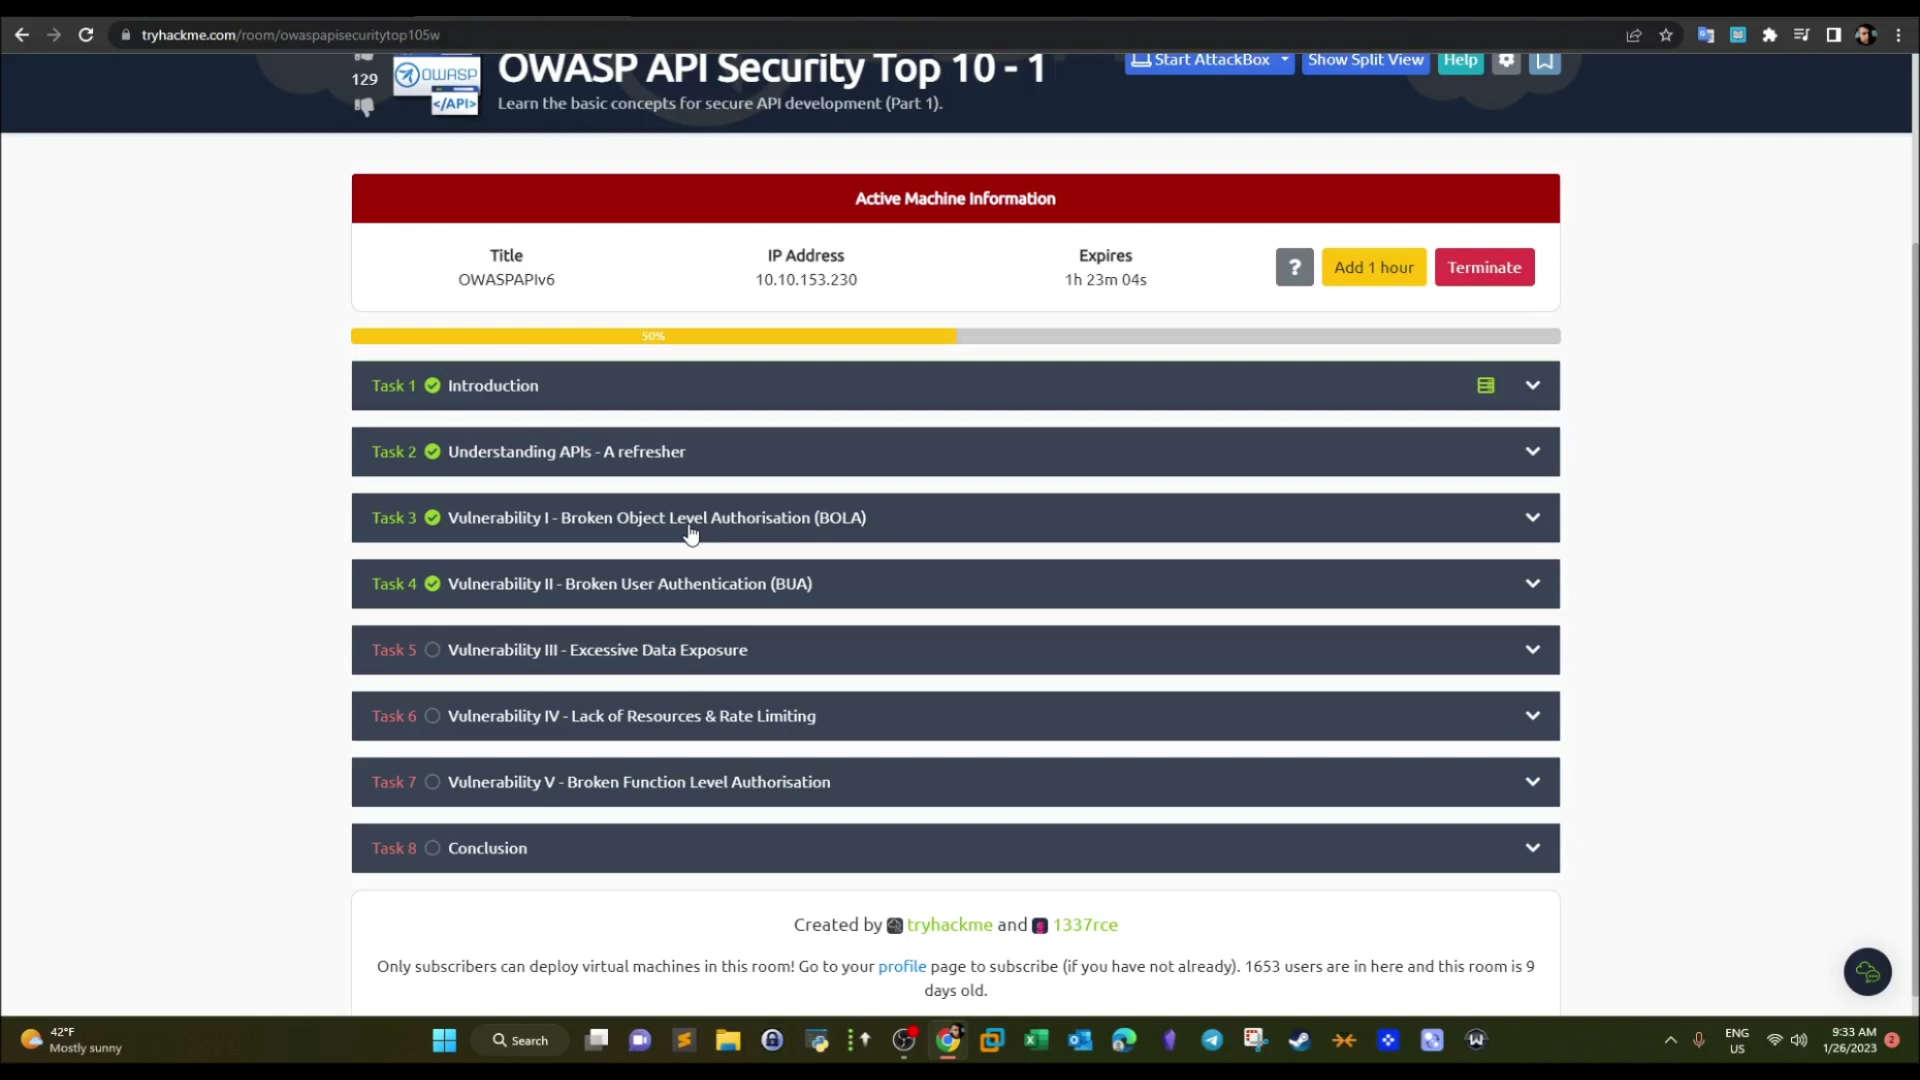 tryhackme.com/room/owaspapisecuritytop105w
129
OWASP
</API>
OWASP API Security Top 10 - 1
Learn the basic concepts for secure API development (Part 1).
Start AttackBox
Show Split View
Help
Active Machine Information
Title
IP Address
Expires
OWASPAPIv6
10.10.153.230
1h 23m 04s
?
Add 1 hour
Terminate
50%
Task 1 Introduction
Task 2 Understanding APIs - A refresher
Task 3 Vulnerability I - Broken Object Level Authorisation (BOLA)
Task 4 Vulnerability II - Broken User Authentication (BUA)
Task 5 Vulnerability III - Excessive Data Exposure
Task 6 Vulnerability IV - Lack of Resources & Rate Limiting
Task 7 Vulnerability V - Broken Function Level Authorisation
Task 8 Conclusion
Created by tryhackme and 1337rce
Only subscribers can deploy virtual machines in this room! Go to your profile page to subscribe (if you have not already). 1653 users are in here and this room is 9
days old.
42°F
Mostly sunny
Search
ENG
US
9:33 AM
1/26/2023
2